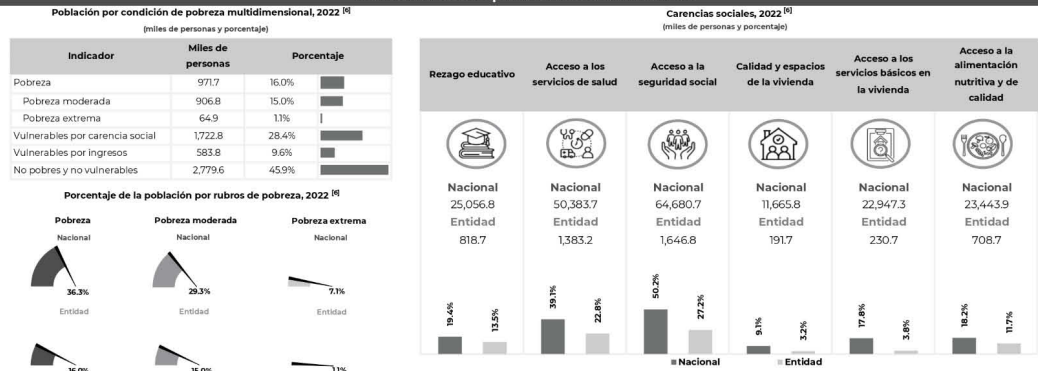 Población por condición de pobreza multidimensional, 2022 [6]
(miles de personas y porcentaje)
Indicador Miles de personas Porcentaje
Pobreza 971.7 16.0%
Pobreza moderada 906.8 15.0%
Pobreza extrema 64.9 1.1%
Vulnerables por carencia social 1,722.8 28.4%
Vulnerables por ingresos 583.8 9.6%
No pobres y no vulnerables 2,779.6 45.9%
Porcentaje de la población por rubros de pobreza, 2022 [6]
Pobreza Pobreza moderada Pobreza extrema
Nacional Nacional Nacional
36.3% 29.3% 7.1%
Entidad Entidad Entidad
16.0% 15.0% 1.1%
Carencias sociales, 2022 [6]
(miles de personas y porcentaje)
Rezago educativo
Acceso a los
servicios de salud
Acceso a la
seguridad social
Calidad y espacios
de la vivienda
Acceso a los
servicios básicos en
la vivienda
Acceso a la
alimentación
nutritiva y de
calidad
Nacional Nacional Nacional Nacional Nacional Nacional
25,056.8 50,383.7 64,680.7 11,665.8 22,947.3 23,443.9
Entidad Entidad Entidad Entidad Entidad Entidad
818.7 1,383.2 1,646.8 191.7 230.7 708.7
19.4% 13.5% 39.1% 22.8% 50.2% 27.2% 9.1% 3.2% 17.8% 3.8% 18.2% 11.7%
Nacional Entidad